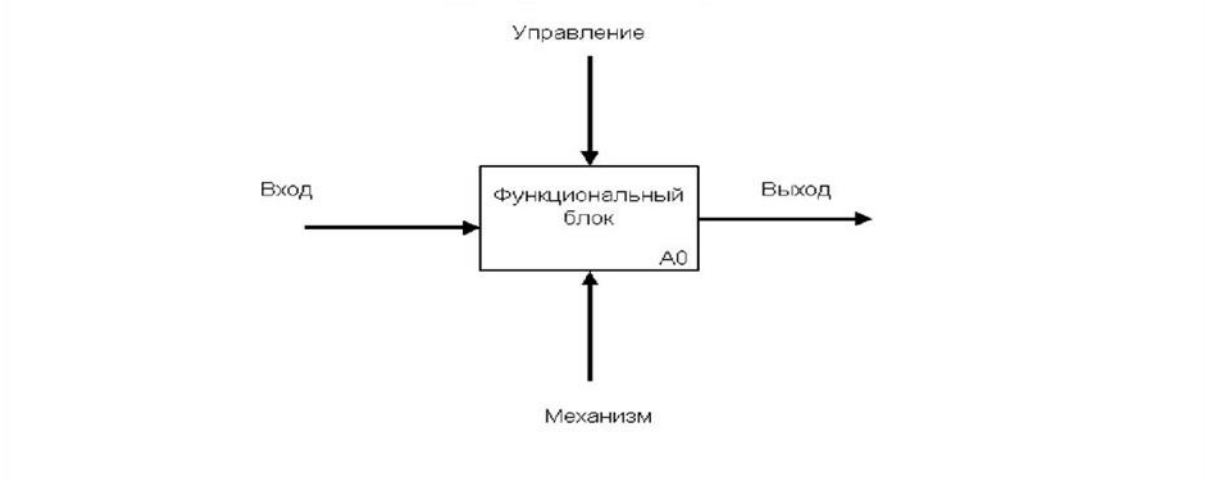 Управление
Вход
Функциональный
блок
Выход
A0
Механизм